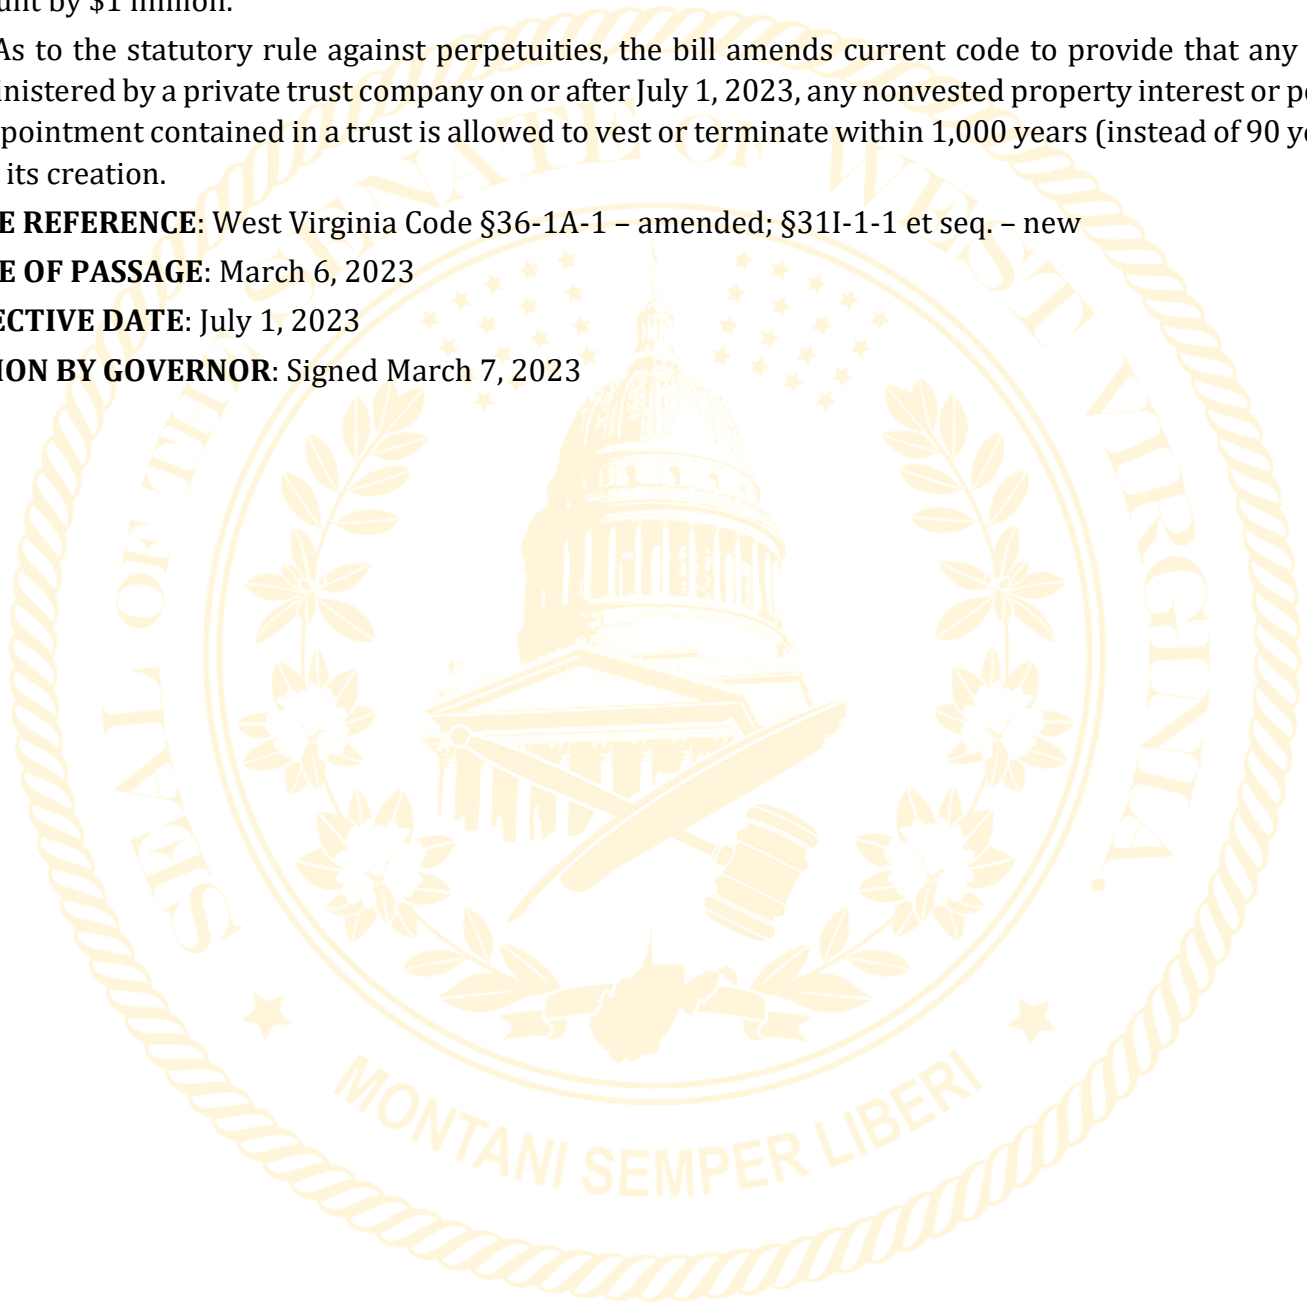 unt by $1 million.
As to the statutory rule against perpetuities, the bill amends current code to provide that any
inistered by a private trust company on or after July 1, 2023, any nonvested property interest or po
pointment contained in a trust is allowed to vest or terminate within 1,000 years (instead of 90 ye
its creation.
E REFERENCE: West Virginia Code §36-1A-1 – amended; §31I-1-1 et seq. – new
E OF PASSAGE: March 6, 2023
ECTIVE DATE: July 1, 2023
ION BY GOVERNOR: Signed March 7, 2023
SEAL OF THE SENATE OF WEST VIRGINIA.
MONTANI SEMPER LIBERI